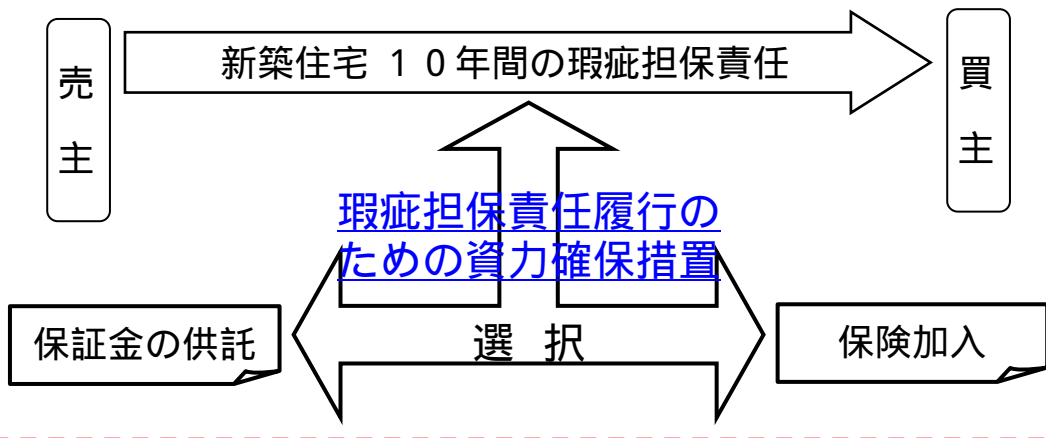 売主
新築住宅 10年間の瑕疵担保責任
買主
瑕疵担保責任履行の
ための資力確保措置
保証金の供託
選 択
保険加入